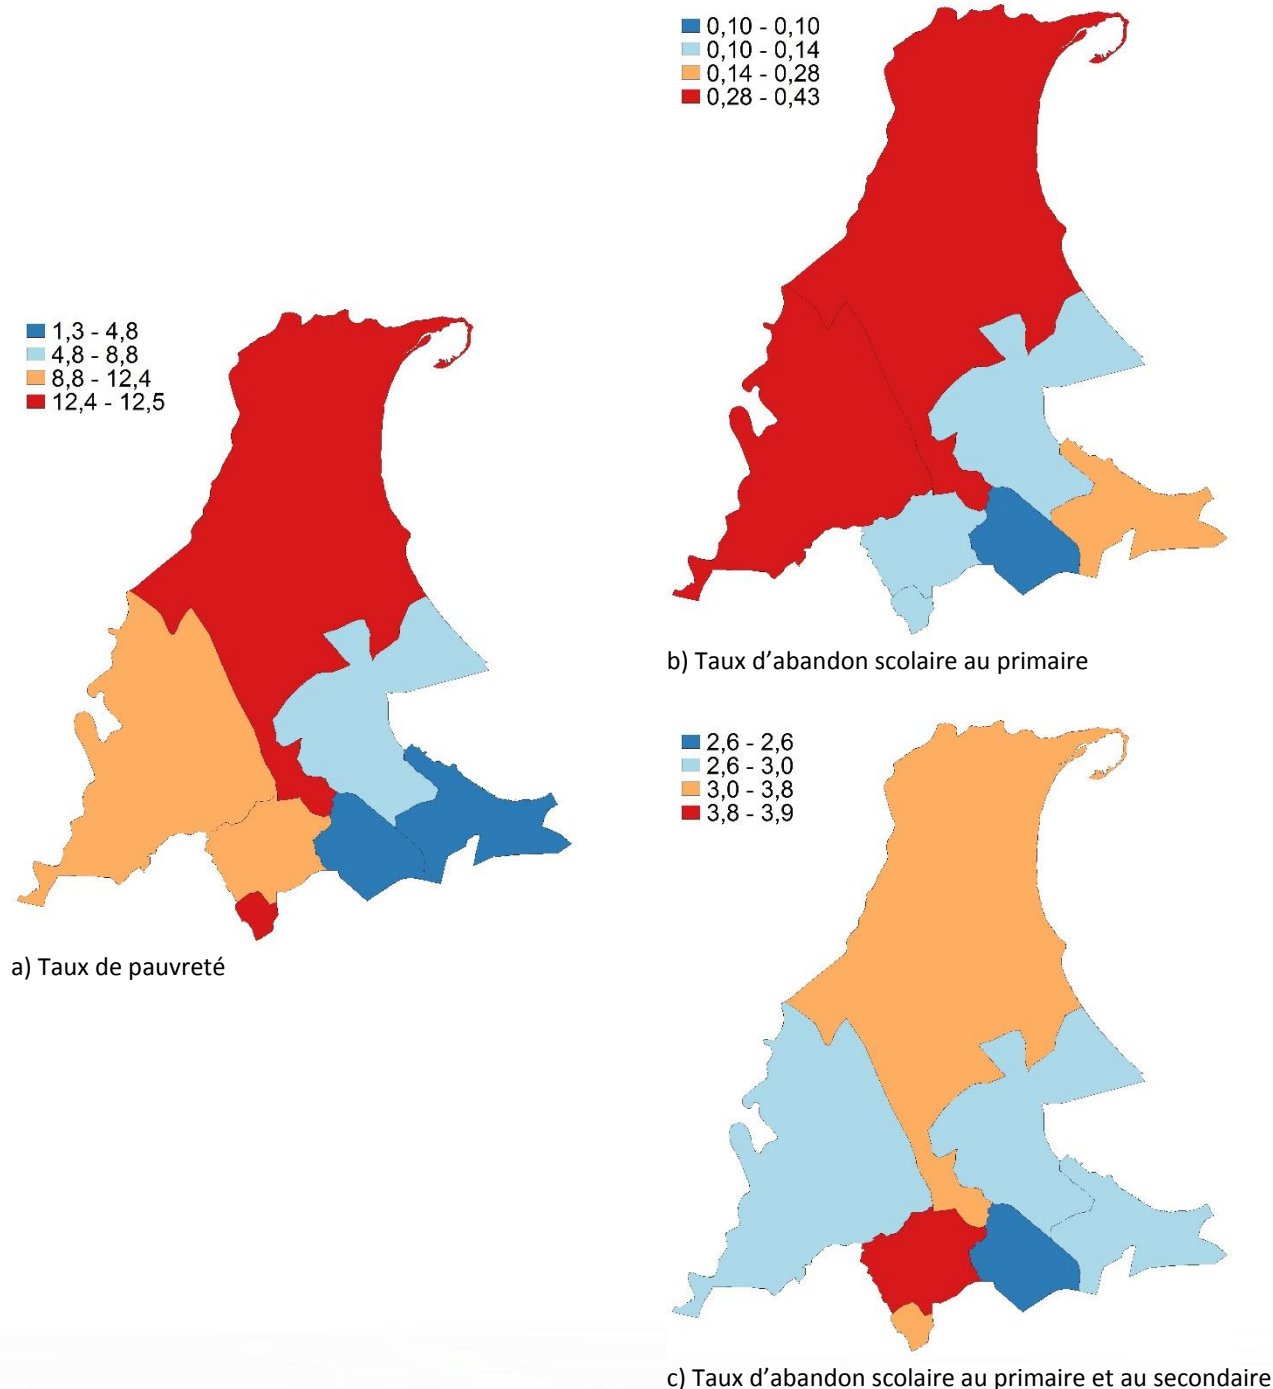 0,10 - 0,10
0,10 - 0,14
0,14 - 0,28
0,28 - 0,43
b) Taux d’abandon scolaire au primaire
1,3 - 4,8
4,8 - 8,8
8,8 - 12,4
12,4 - 12,5
a) Taux de pauvreté
2,6 - 2,6
2,6 - 3,0
3,0 - 3,8
3,8 - 3,9
c) Taux d’abandon scolaire au primaire et au secondaire